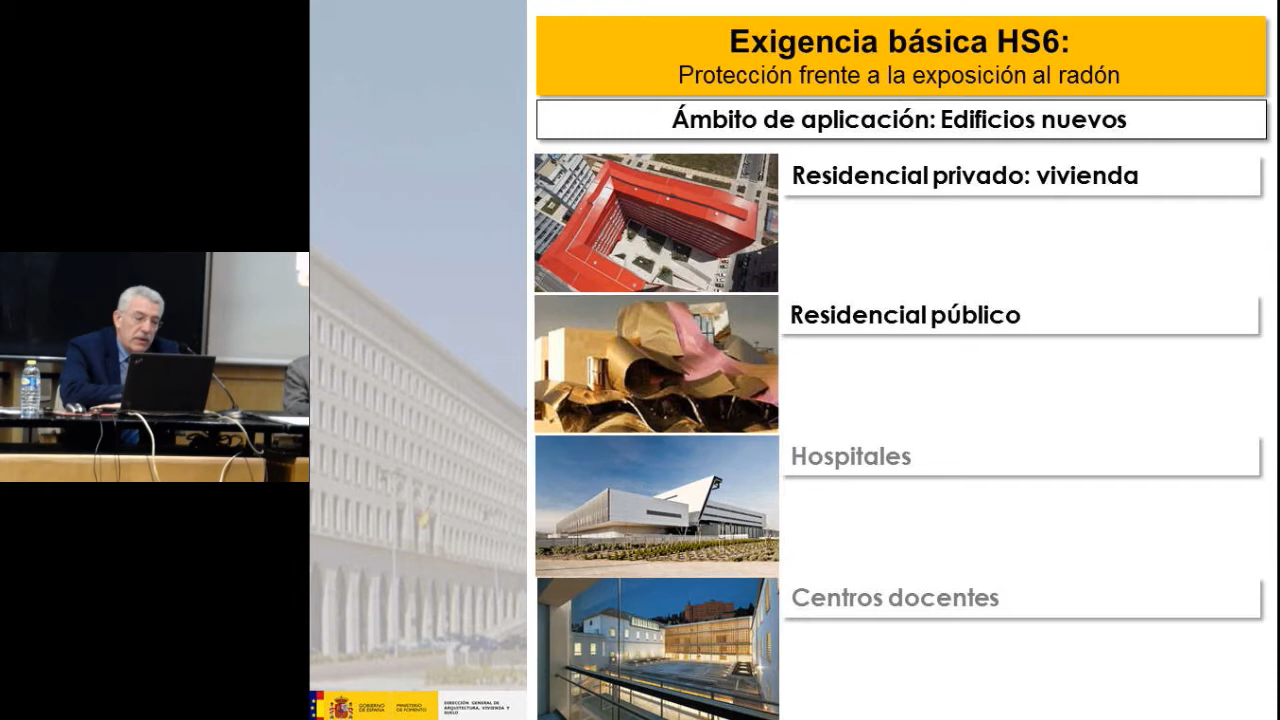 Exigencia básica HS6:
Protección frente a la exposición al radón
Ámbito de aplicación: Edificios nuevos
Residencial privado: vivienda
Residencial público
Hospitales
Centros docentes
GOBIERNO
DE ESPAÑA
MINISTERIO
DE FOMENTO
DIRECCIÓN GENERAL DE
ARQUITECTURA, VIVIENDA Y
SUELO